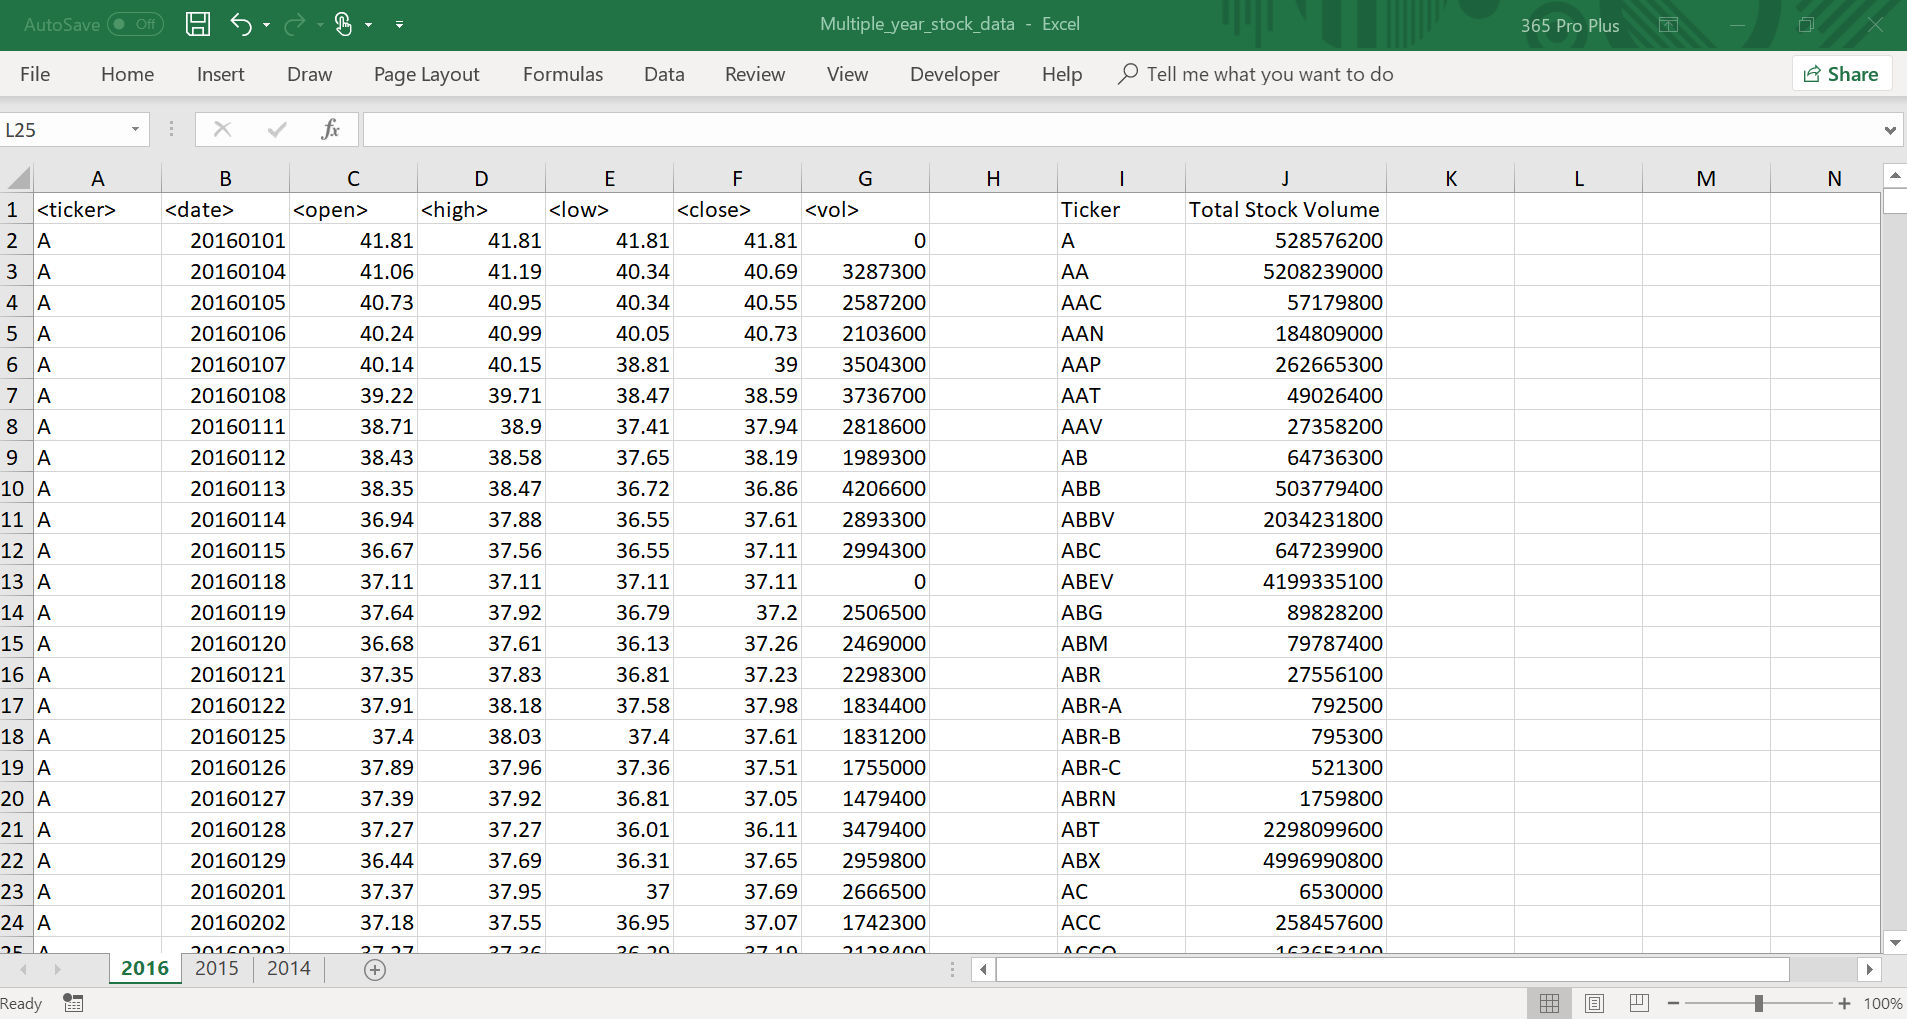 AutoSave Off Multiple_year_stock_data - Excel 365 Pro Plus
File Home Insert Draw Page Layout Formulas Data Review View Developer Help Tell me what you want to do Share
L25 fx
A B C D E F G H I J K L M N
1 <ticker> <date> <open> <high> <low> <close> <vol> Ticker Total Stock Volume
2 A 20160101 41.81 41.81 41.81 41.81 0 A 528576200
3 A 20160104 41.06 41.19 40.34 40.69 3287300 AA 5208239000
4 A 20160105 40.73 40.95 40.34 40.55 2587200 AAC 57179800
5 A 20160106 40.24 40.99 40.05 40.73 2103600 AAN 184809000
6 A 20160107 40.14 40.15 38.81 39 3504300 AAP 262665300
7 A 20160108 39.22 39.71 38.47 38.59 3736700 AAT 49026400
8 A 20160111 38.71 38.9 37.41 37.94 2818600 AAV 27358200
9 A 20160112 38.43 38.58 37.65 38.19 1989300 AB 64736300
10 A 20160113 38.35 38.47 36.72 36.86 4206600 ABB 503779400
11 A 20160114 36.94 37.88 36.55 37.61 2893300 ABBV 2034231800
12 A 20160115 36.67 37.56 36.55 37.11 2994300 ABC 647239900
13 A 20160118 37.11 37.11 37.11 37.11 0 ABEV 4199335100
14 A 20160119 37.64 37.92 36.79 37.2 2506500 ABG 89828200
15 A 20160120 36.68 37.61 36.13 37.26 2469000 ABM 79787400
16 A 20160121 37.35 37.83 36.81 37.23 2298300 ABR 27556100
17 A 20160122 37.91 38.18 37.58 37.98 1834400 ABR-A 792500
18 A 20160125 37.4 38.03 37.4 37.61 1831200 ABR-B 795300
19 A 20160126 37.89 37.96 37.36 37.51 1755000 ABR-C 521300
20 A 20160127 37.39 37.92 36.81 37.05 1479400 ABRN 1759800
21 A 20160128 37.27 37.27 36.01 36.11 3479400 ABT 2298099600
22 A 20160129 36.44 37.69 36.31 37.65 2959800 ABX 4996990800
23 A 20160201 37.37 37.95 37 37.69 2666500 AC 6530000
24 A 20160202 37.18 37.55 36.95 37.07 1742300 ACC 258457600
25 A 20160203 37.27
2016 2015 2014
Ready 100%